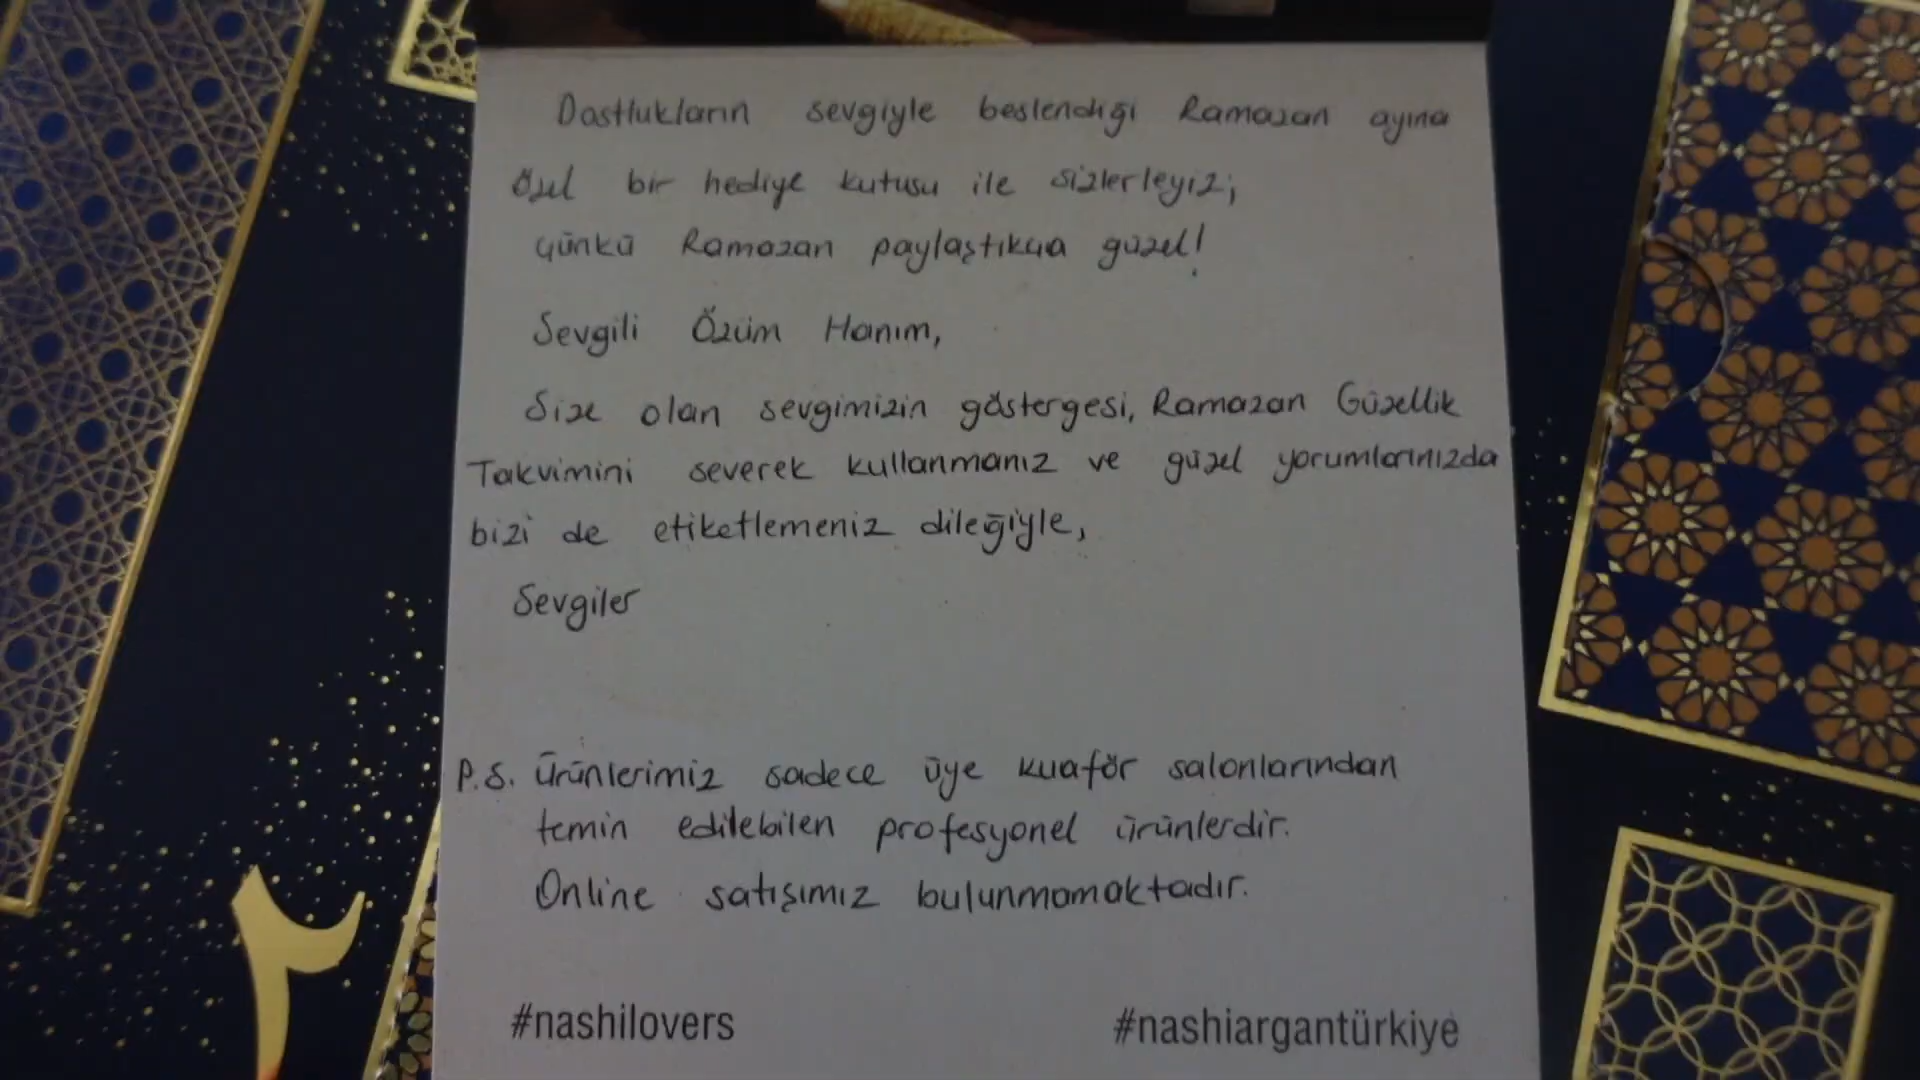 Dostlukların sevgiyle beslendiği Ramazan ayına
özel bir hediye kutusu ile sizlerleyiz;
çünkü Ramazan paylaştıkça güzel!
Sevgili Özüm Hanım,
Size olan sevgimizin göstergesi, Ramazan Güzellik
Takvimini severek kullanmanız ve güzel yorumlarınızda
bizi de etiketlemeniz dileğiyle,
Sevgiler
P.S. Ürünlerimiz sadece üye kuaför salonlarından
temin edilebilen profesyonel ürünlerdir.
Online satışımız bulunmamaktadır.
#nashilovers #nashiargantürkiye
٢